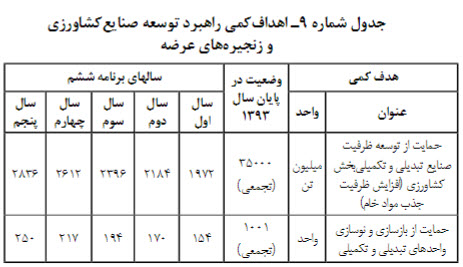 جدول شماره ۹ـ اهداف کمی راهبرد توسعه صنایع کشاورزی
و زنجیره‌های عرضه
هدف کمی
وضعیت در پایان سال ۱۳۹۳
سالهای برنامه ششم
عنوان
واحد
سال اول
سال دوم
سال سوم
سال چهارم
سال پنجم
حمایت از توسعه ظرفیت
صنایع تبدیلی و تکمیلی‌بخش
کشاورزی (افزایش ظرفیت
جذب مواد خام)
میلیون
تن
۳۵۰۰۰
(تجمعی)
۱۹۷۲
۲۱۸۴
۲۳۹۶
۲۶۱۲
۲۸۳۶
حمایت از بازسازی و نوسازی
واحدهای تبدیلی و تکمیلی
واحد
۱۰۰۱
(تجمعی)
۱۵۴
۱۷۰
۱۹۴
۲۱۷
۲۵۰